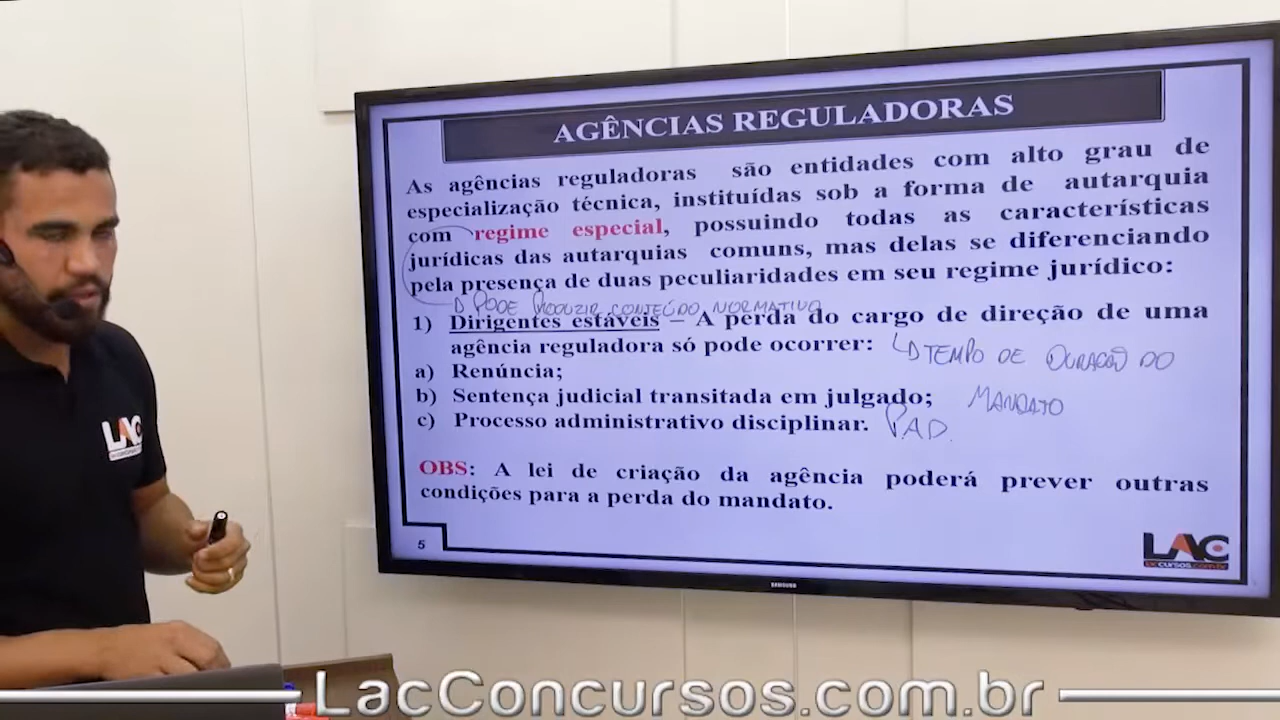 AGÊNCIAS REGULADORAS
As agências reguladoras são entidades com alto grau de
especialização técnica, instituídas sob a forma de autarquia
com regime especial, possuindo todas as características
jurídicas das autarquias comuns, mas delas se diferenciando
pela presença de duas peculiaridades em seu regime jurídico:
PODE PRODUZIR CONTEÚDO NORMATIVO
1) Dirigentes estáveis – A perda do cargo de direção de uma
agência reguladora só pode ocorrer:
TEMPO DE DURAÇÃO DO
MANDATO
a) Renúncia;
b) Sentença judicial transitada em julgado;
c) Processo administrativo disciplinar. PAD.
OBS: A lei de criação da agência poderá prever outras
condições para a perda do mandato.
5
LAC
SAMSUNG
LAC
LacConcursos.com.br